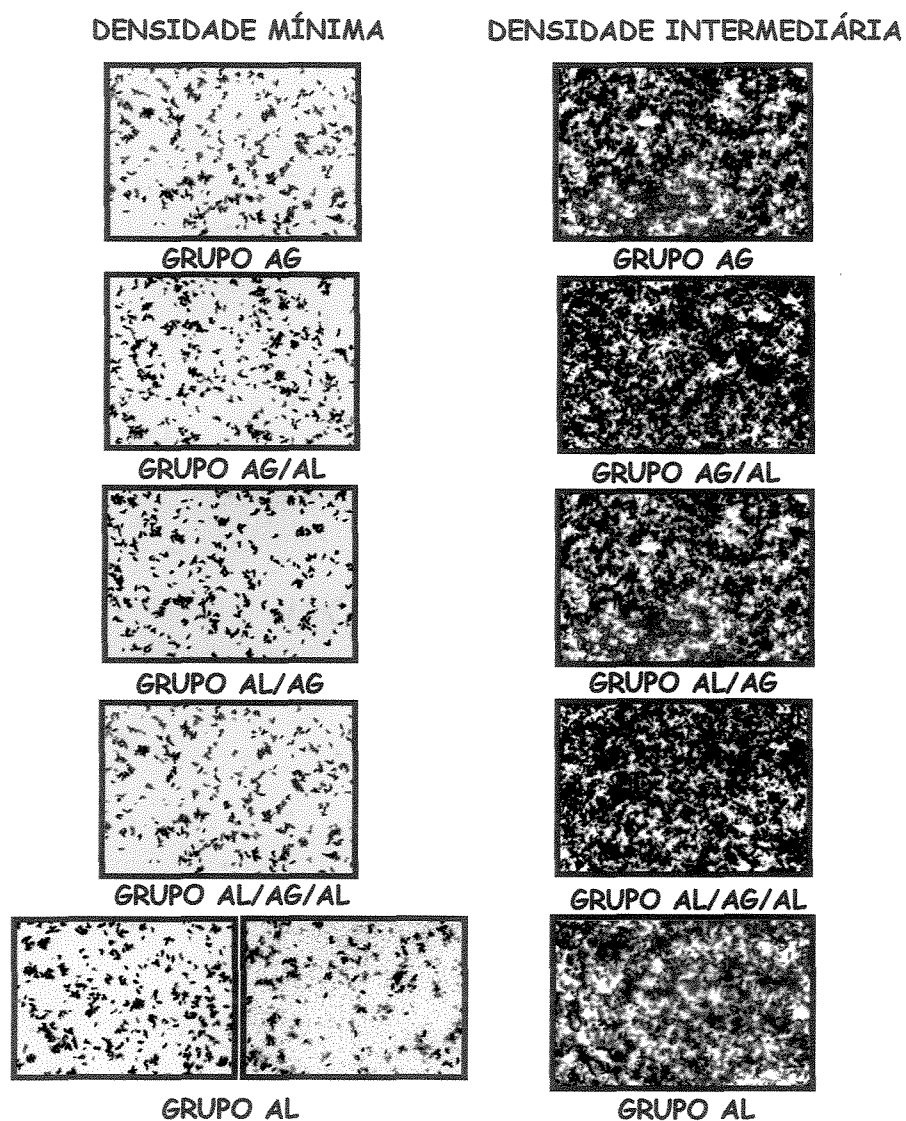 DENSIDADE MÍNIMA
DENSIDADE INTERMEDIÁRIA
GRUPO AG
GRUPO AG
GRUPO AG/AL
GRUPO AG/AL
GRUPO AL/AG
GRUPO AL/AG
GRUPO AL/AG/AL
GRUPO AL/AG/AL
GRUPO AL
GRUPO AL